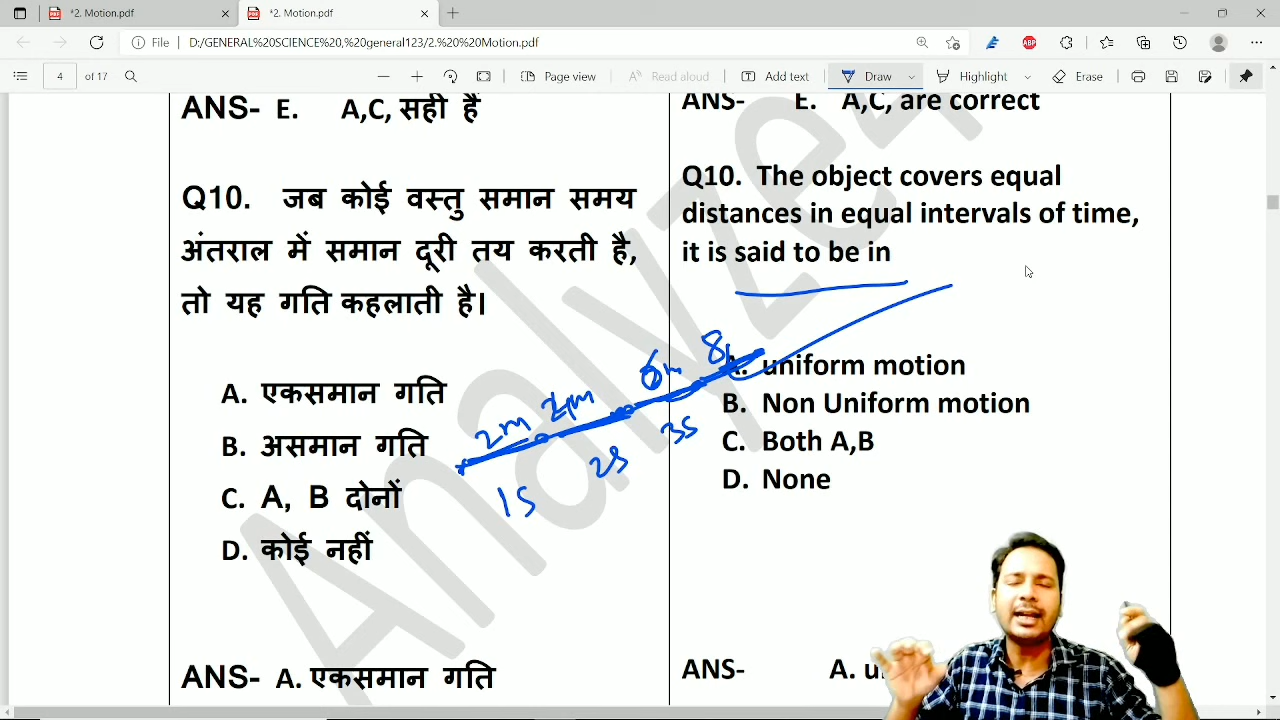 *2. Motion.pdf
*2. Motion.pdf
File D:/GENERAL%20SCIENCE%20,%20general123/2.%20%20Motion.pdf
4 of 17 Page view Read aloud Add text Draw Highlight Erase
ANS- E. A,C, सही है
Q10. जब कोई वस्तु समान समय
अंतराल में समान दूरी तय करती है,
तो यह गति कहलाती है।
A. एकसमान गति
B. असमान गति
C. A, B दोनों
D. कोई नहीं
ANS- A. एकसमान गति
ANS- E. A,C, are correct
Q10. The object covers equal
distances in equal intervals of time,
it is said to be in
A. uniform motion
B. Non Uniform motion
C. Both A,B
D. None
ANS- A. u
2m 6m 8
1s 2s 3s
Analyze4
ABP